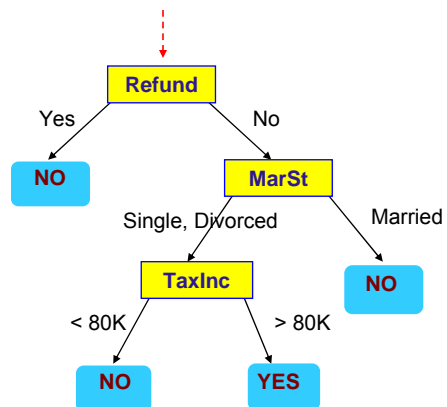 Refund
Yes
No
NO
MarSt
Single, Divorced
Married
TaxInc
NO
< 80K
> 80K
NO
YES